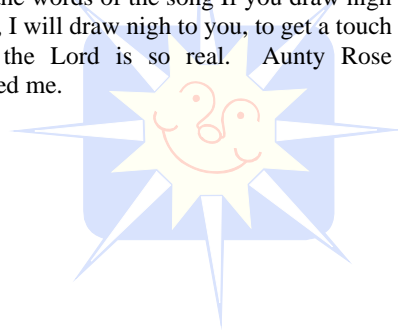 the words of the song If you draw nigh
, I will draw nigh to you, to get a touch
the Lord is so real. Aunty Rose
ed me.